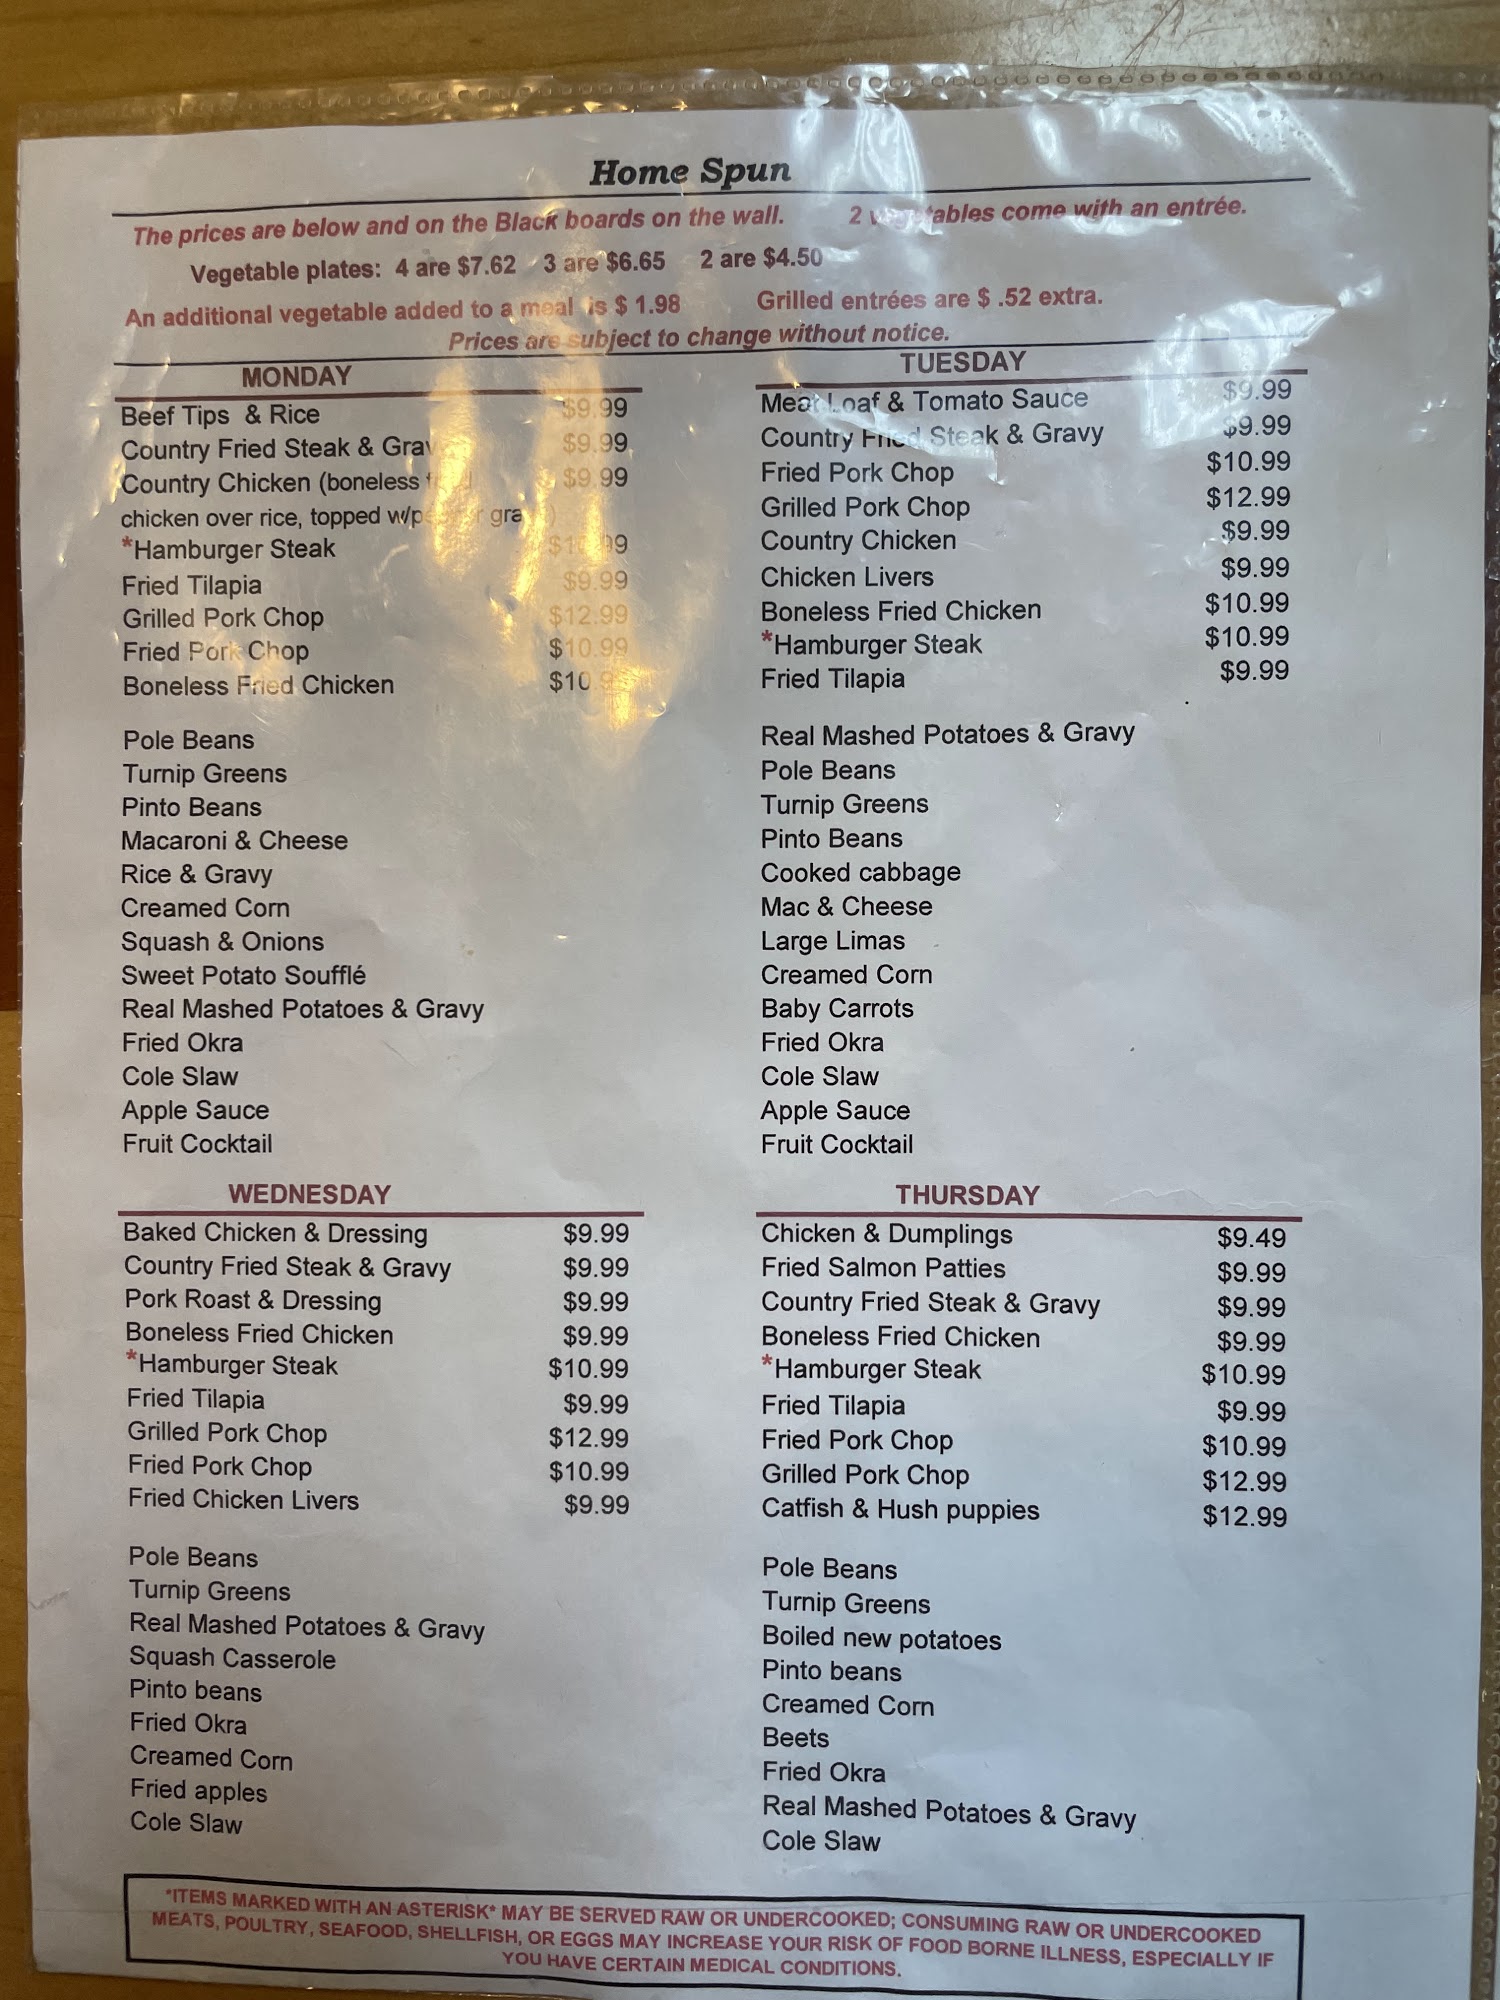 Home Spun
The prices are below and on the Black boards on the wall. 2 come with an entrée.
Vegetable plates: 4 are $7.62 3 are $6.65 2 are $4.50
An additional vegetable added to a meal is $ 1.98 Grilled entrées are $ .52 extra.
Prices are subject to change without notice.
MONDAY
Beef Tips & Rice $9.99
Country Fried Steak & $9.99
Country Chicken (boneless $9.99
chicken over rice, topped
*Hamburger Steak
Fried Tilapia $9.99
Grilled Pork Chop $12.99
Fried Pork Chop $10.99
Boneless Fried Chicken
Pole Beans
Turnip Greens
Pinto Beans
Macaroni & Cheese
Rice & Gravy
Creamed Corn
Squash & Onions
Sweet Potato Soufflé
Real Mashed Potatoes & Gravy
Fried Okra
Cole Slaw
Apple Sauce
Fruit Cocktail
TUESDAY
Meat Loaf & Tomato Sauce $9.99
Country Fried Steak & Gravy $9.99
Fried Pork Chop $10.99
Grilled Pork Chop $12.99
Country Chicken $9.99
Chicken Livers $9.99
Boneless Fried Chicken $10.99
*Hamburger Steak $10.99
Fried Tilapia $9.99
Real Mashed Potatoes & Gravy
Pole Beans
Turnip Greens
Pinto Beans
Cooked cabbage
Mac & Cheese
Large Limas
Creamed Corn
Baby Carrots
Fried Okra
Cole Slaw
Apple Sauce
Fruit Cocktail
WEDNESDAY
Baked Chicken & Dressing $9.99
Country Fried Steak & Gravy $9.99
Pork Roast & Dressing $9.99
Boneless Fried Chicken $9.99
*Hamburger Steak $10.99
Fried Tilapia $9.99
Grilled Pork Chop $12.99
Fried Pork Chop $10.99
Fried Chicken Livers $9.99
Pole Beans
Turnip Greens
Real Mashed Potatoes & Gravy
Squash Casserole
Pinto beans
Fried Okra
Creamed Corn
Fried apples
Cole Slaw
THURSDAY
Chicken & Dumplings $9.49
Fried Salmon Patties $9.99
Country Fried Steak & Gravy $9.99
Boneless Fried Chicken $9.99
*Hamburger Steak $10.99
Fried Tilapia $9.99
Fried Pork Chop $10.99
Grilled Pork Chop $12.99
Catfish & Hush puppies $12.99
Pole Beans
Turnip Greens
Boiled new potatoes
Pinto beans
Creamed Corn
Beets
Fried Okra
Real Mashed Potatoes & Gravy
Cole Slaw
*ITEMS MARKED WITH AN ASTERISK* MAY BE SERVED RAW OR UNDERCOOKED; CONSUMING RAW OR UNDERCOOKED
MEATS, POULTRY, SEAFOOD, SHELLFISH, OR EGGS MAY INCREASE YOUR RISK OF FOOD BORNE ILLNESS, ESPECIALLY IF
YOU HAVE CERTAIN MEDICAL CONDITIONS.